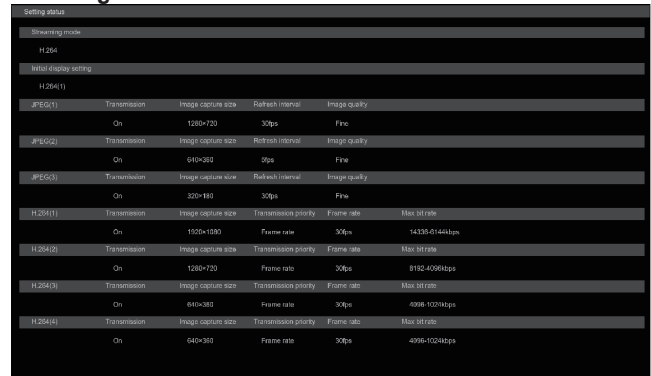 Setting status
Streaming mode
H.264
Initial display setting
H.264(1)
JPEG(1) Transmission Image capture size Refresh interval Image quality
On 1280×720 30fps Fine
JPEG(2) Transmission Image capture size Refresh interval Image quality
On 640×360 5fps Fine
JPEG(3) Transmission Image capture size Refresh interval Image quality
On 320×180 30fps Fine
H.264(1) Transmission Image capture size Transmission priority Frame rate Max bit rate
On 1920×1080 Frame rate 30fps 14336-6144kbps
H.264(2) Transmission Image capture size Transmission priority Frame rate Max bit rate
On 1280×720 Frame rate 30fps 8192-4096kbps
H.264(3) Transmission Image capture size Transmission priority Frame rate Max bit rate
On 640×360 Frame rate 30fps 4096-1024kbps
H.264(4) Transmission Image capture size Transmission priority Frame rate Max bit rate
On 640×360 Frame rate 30fps 4096-1024kbps